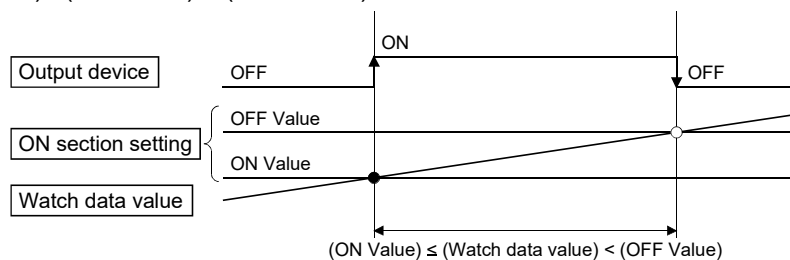 ON
Output device
OFF
OFF
OFF Value
ON section setting
ON Value
Watch data value
(ON Value) ≤ (Watch data value) < (OFF Value)